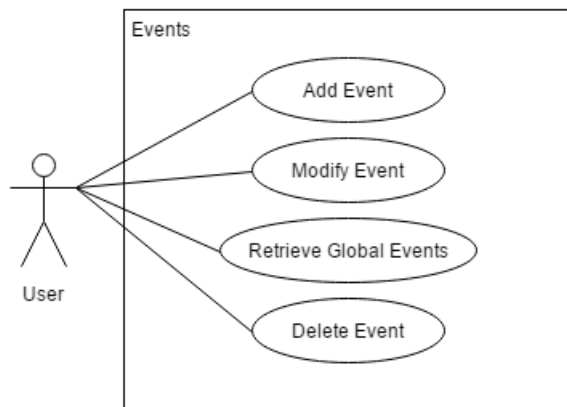 Events
Add Event
Modify Event
Retrieve Global Events
Delete Event
User